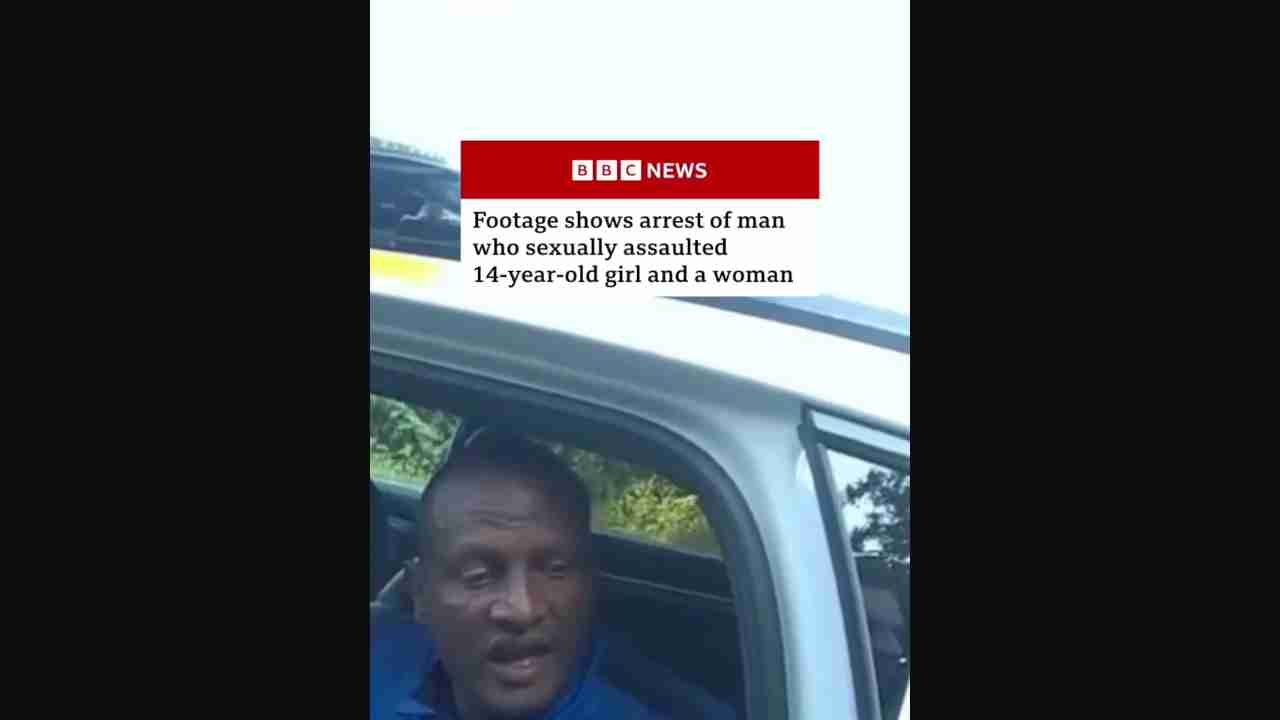 BBC NEWS
Footage shows arrest of man
who sexually assaulted
14-year-old girl and a woman